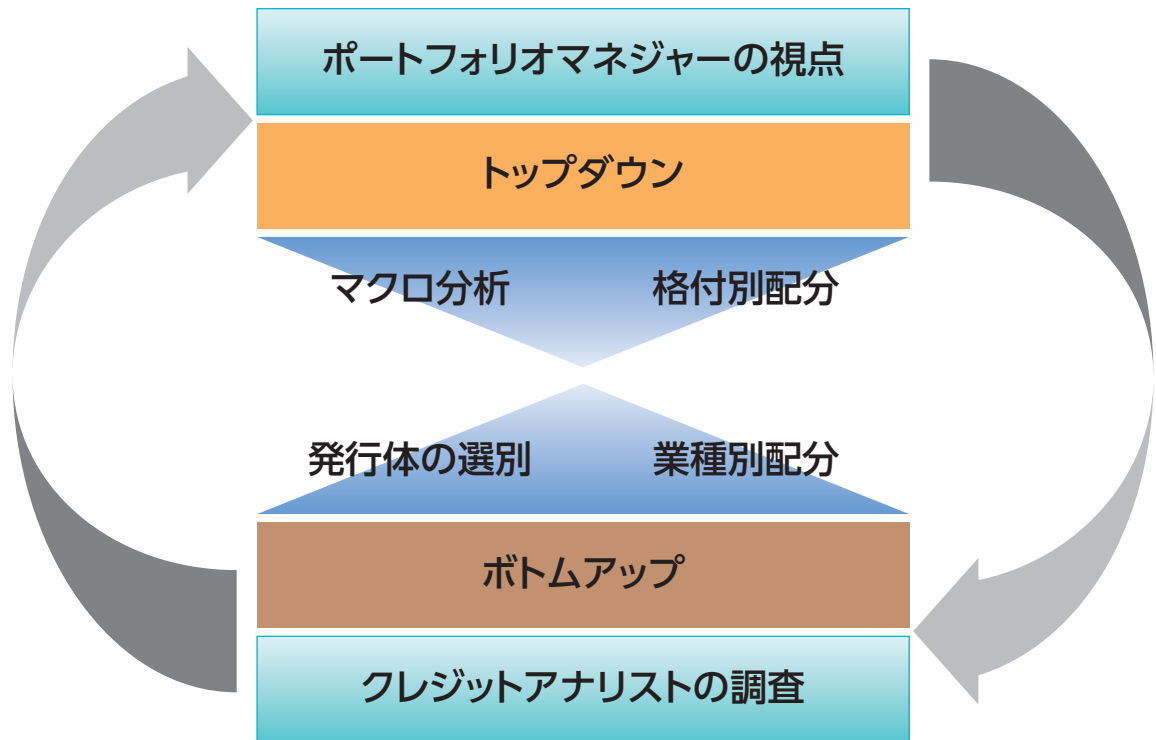 ポートフォリオマネジャーの視点
トップダウン
マクロ分析 格付別配分
発行体の選別 業種別配分
ボトムアップ
クレジットアナリストの調査